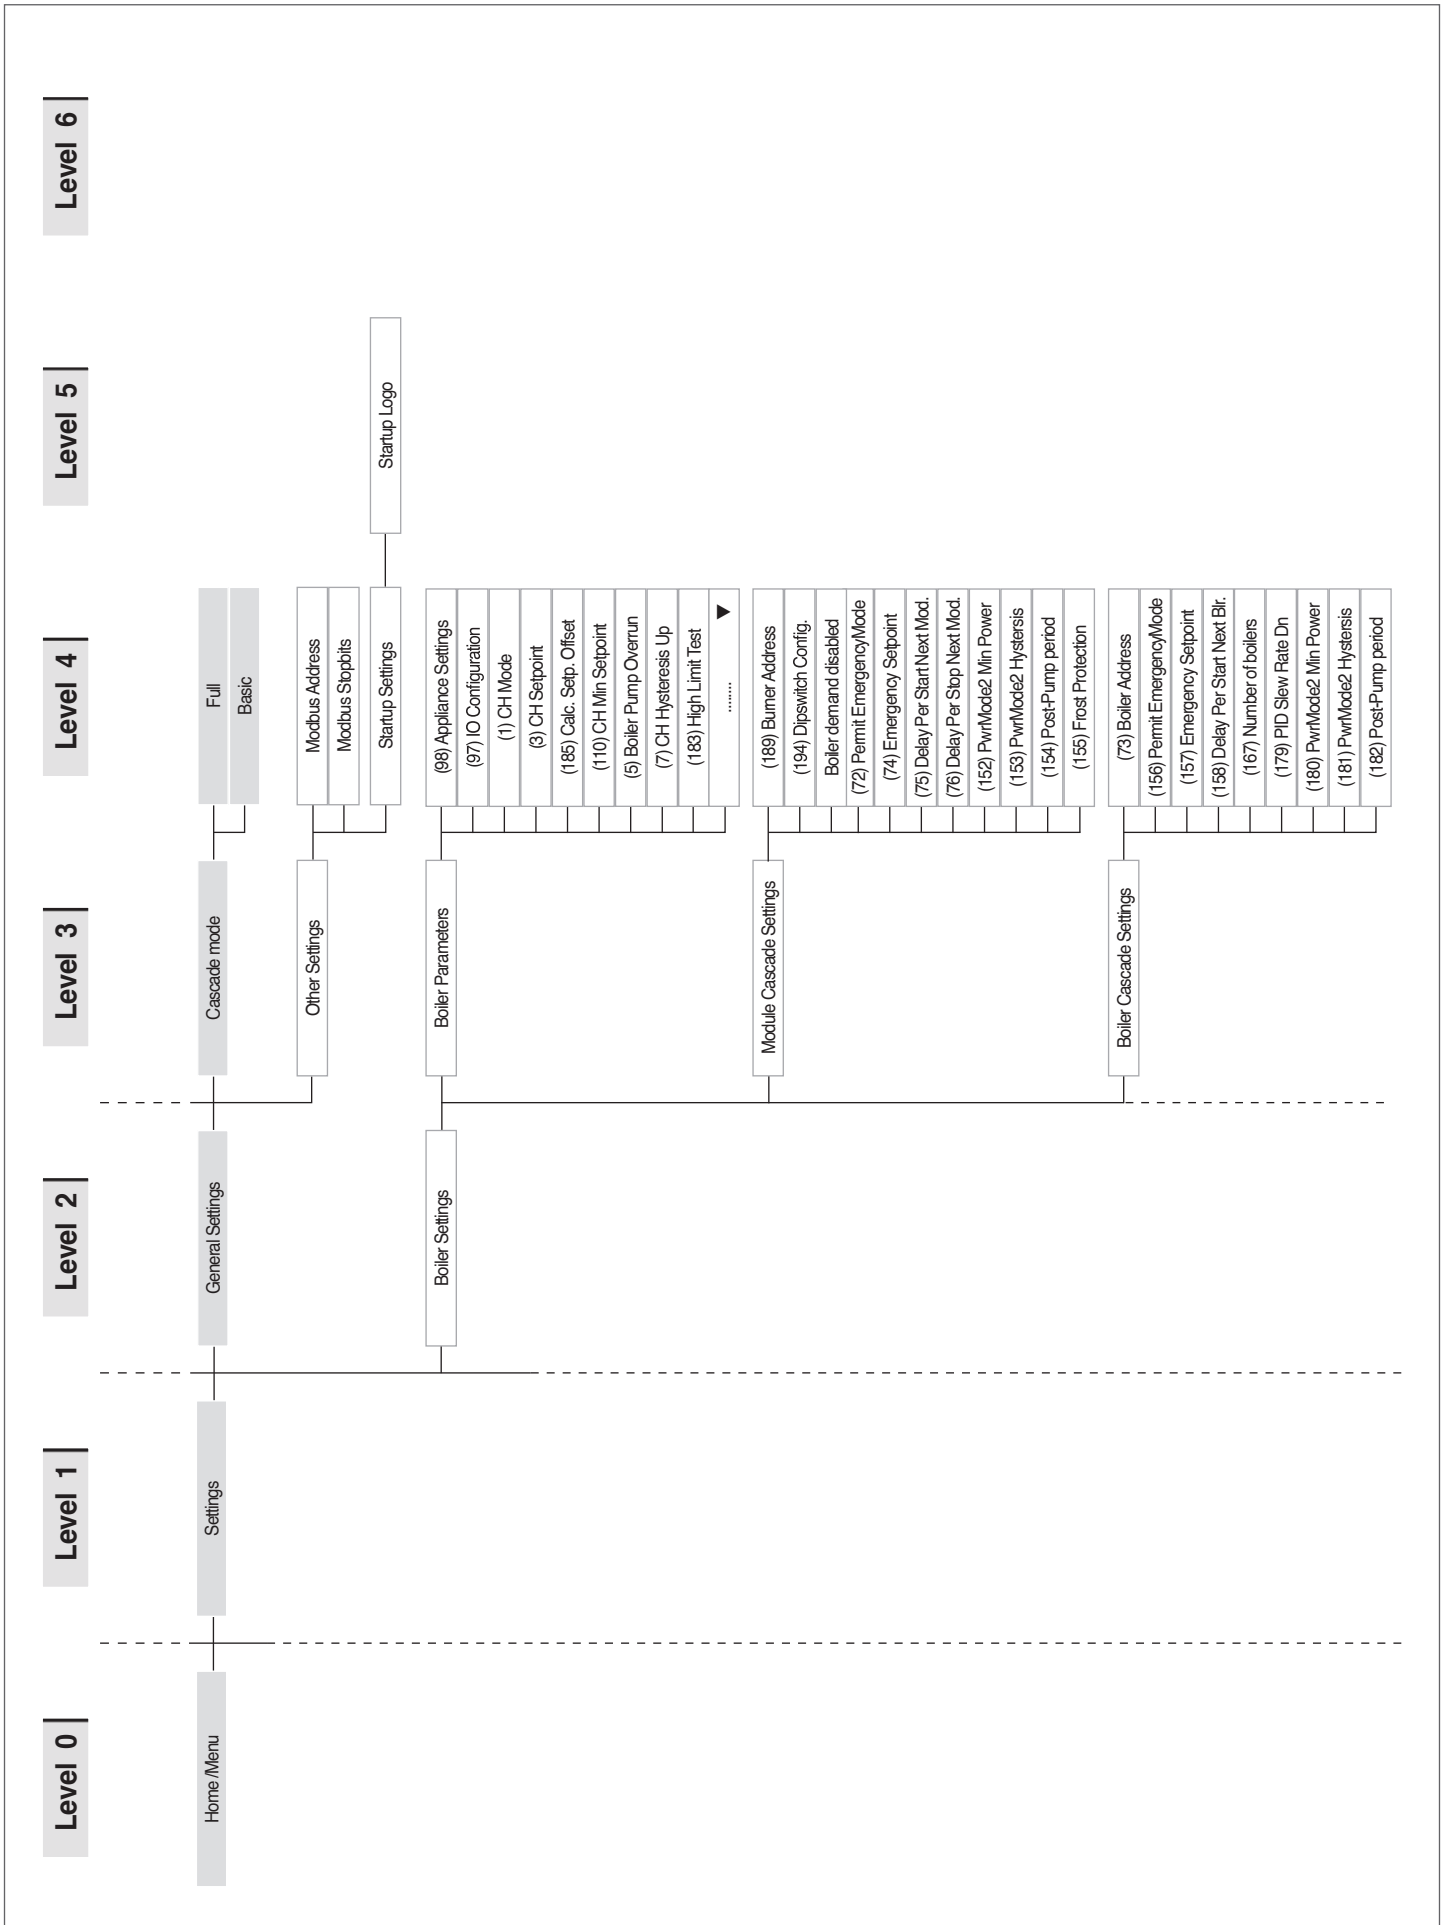 Level 0
Level 1
Level 2
Level 3
Level 4
Level 5
Level 6
Home /Menu
Settings
General Settings
Cascade mode
Full
Basic
Other Settings
Modbus Address
Modbus Stopbits
Startup Settings
Startup Logo
Boiler Settings
Boiler Parameters
(98) Appliance Settings
(97) IO Configuration
(1) CH Mode
(3) CH Setpoint
(185) Calc. Setp. Offset
(110) CH Min Setpoint
(5) Boiler Pump Overrun
(7) CH Hysteresis Up
(183) High Limit Test
........
Module Cascade Settings
(189) Burner Address
(194) Dipswitch Config.
Boiler demand disabled
(72) Permit EmergencyMode
(74) Emergency Setpoint
(75) Delay Per Start Next Mod.
(76) Delay Per Stop Next Mod.
(152) PwrMode2 Min Power
(153) PwrMode2 Hystersis
(154) Post-Pump period
(155) Frost Protection
Boiler Cascade Settings
(73) Boiler Address
(156) Permit EmergencyMode
(157) Emergency Setpoint
(158) Delay Per Start Next Blr.
(167) Number of boilers
(179) PID Slew Rate Dn
(180) PwrMode2 Min Power
(181) PwrMode2 Hystersis
(182) Post-Pump period